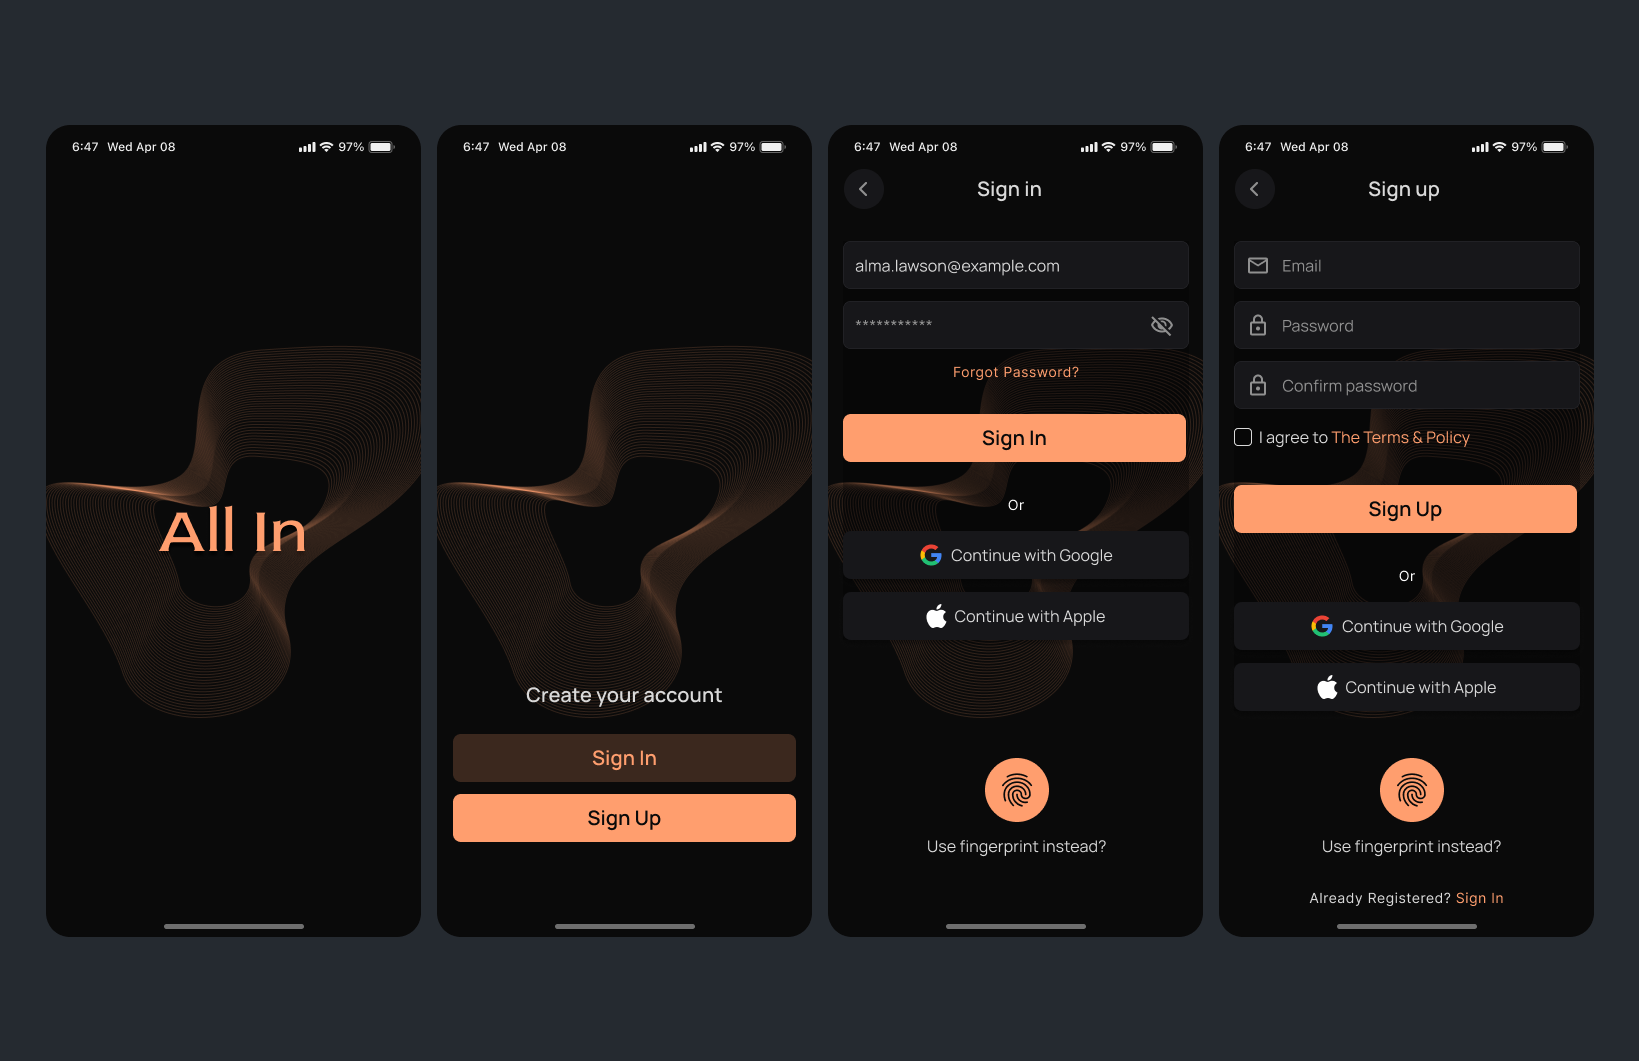 6:47 Wed Apr 08 97%
All In
6:47 Wed Apr 08 97%
Create your account
Sign In
Sign Up
6:47 Wed Apr 08 97%
Sign in
alma.lawson@example.com
***********
Forgot Password?
Sign In
Or
Continue with Google
Continue with Apple
Use fingerprint instead?
6:47 Wed Apr 08 97%
Sign up
Email
Password
Confirm password
I agree to The Terms & Policy
Sign Up
Or
Continue with Google
Continue with Apple
Use fingerprint instead?
Already Registered? Sign In